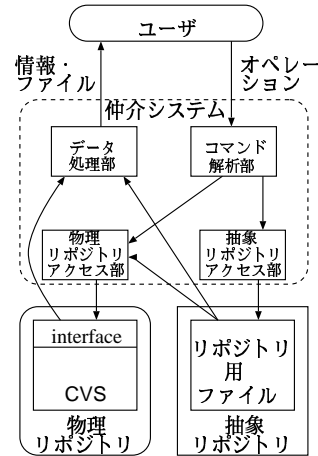 ユーザ
情報・
ファイル
オペレー
ション
仲介システム
データ
処理部
コマンド
解析部
物理
リポジトリ
アクセス部
抽象
リポジトリ
アクセス部
interface
CVS
物理
リポジトリ
リポジトリ
用
ファイル
抽象
リポジトリ